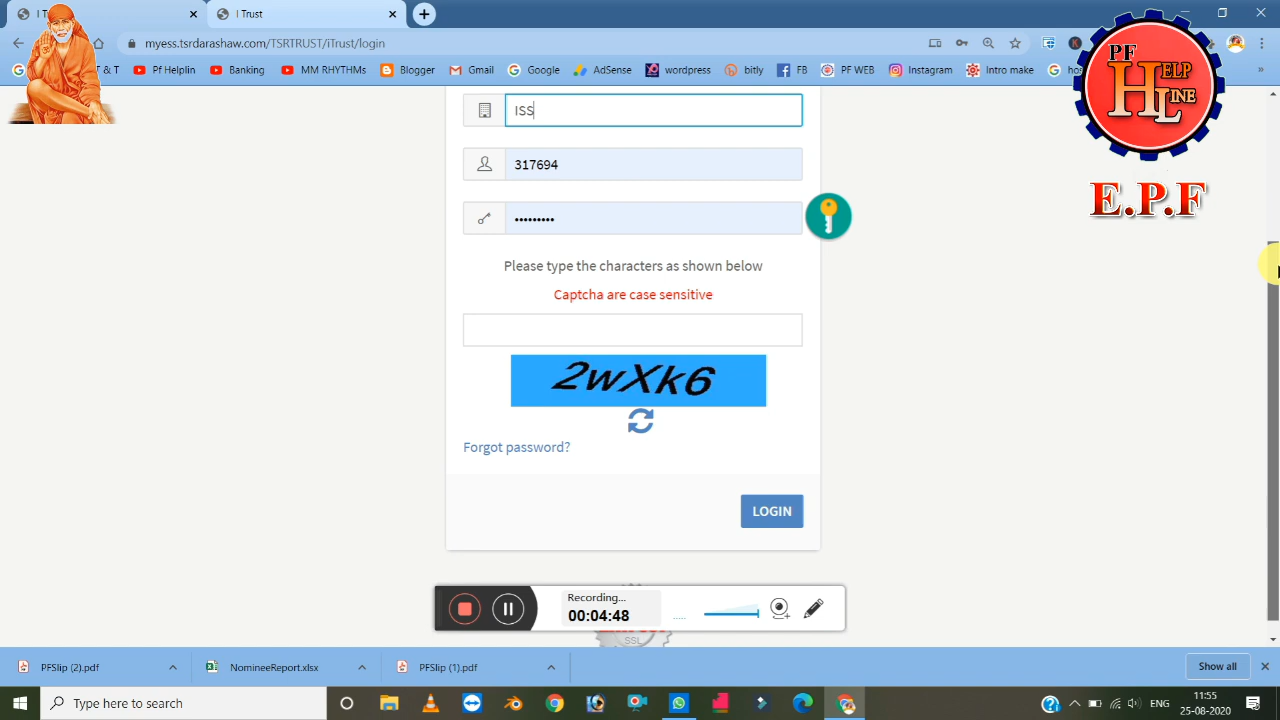 I T
I Trust
myess.tsrdarashaw.com/TSRTRUST/iTrust/login
T & T
PF Helplin
Banking
MM RHYTHMs
Blogger
Gmail
Google
AdSense
wordpress
bitly
FB
PF WEB
Instagram
Intro make
PF
HELP
LINE
E.P.F
ISS
317694
•••••••••
Please type the characters as shown below
Captcha are case sensitive
2wXk6
Forgot password?
LOGIN
Recording...
00:04:48
SSL
PFSlip (2).pdf
NomineeReport.xlsx
PFSlip (1).pdf
Show all
Type here to search
ENG
11:55
25-08-2020